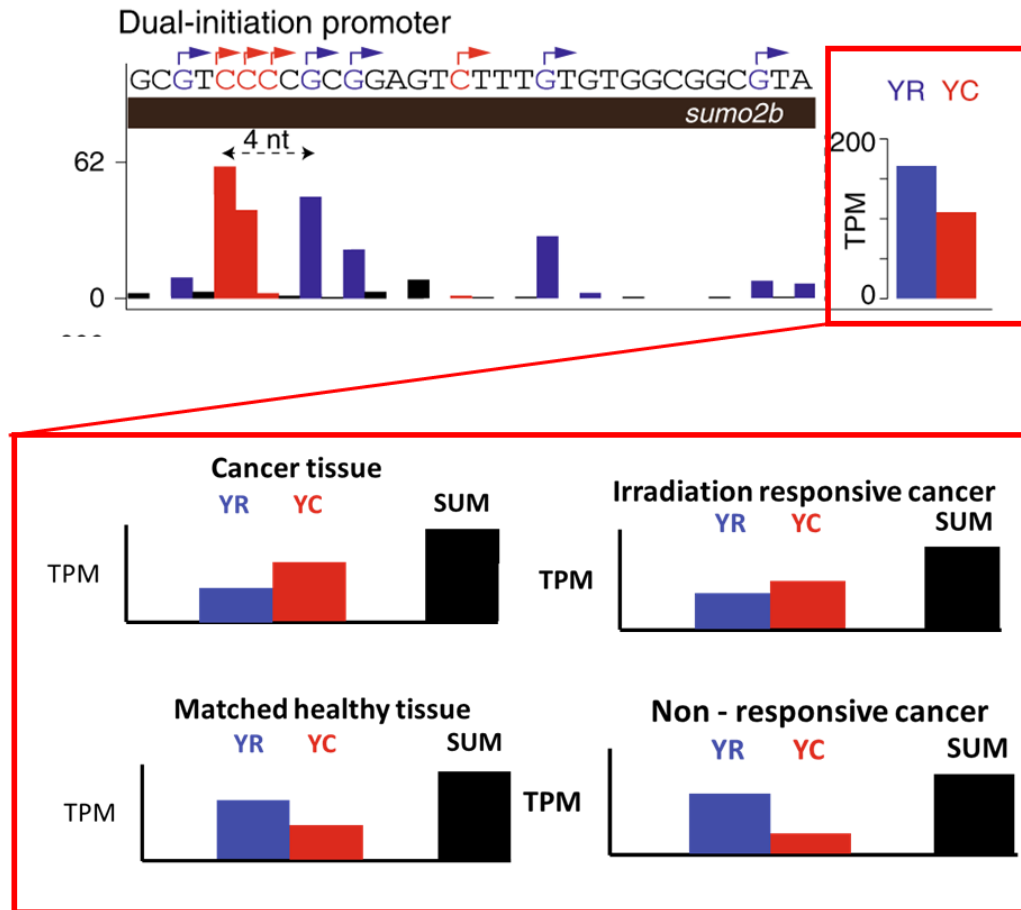 Dual-initiation promoter
GCGTCCCCGCGGAGTCTTTGTGTGGCGGCGTA
sumo2b
4 nt
62
0
YR YC
200
TPM
0
Cancer tissue
YR YC SUM
TPM
Irradiation responsive cancer
YR YC SUM
TPM
Matched healthy tissue
YR YC SUM
TPM
Non - responsive cancer
YR YC SUM
TPM